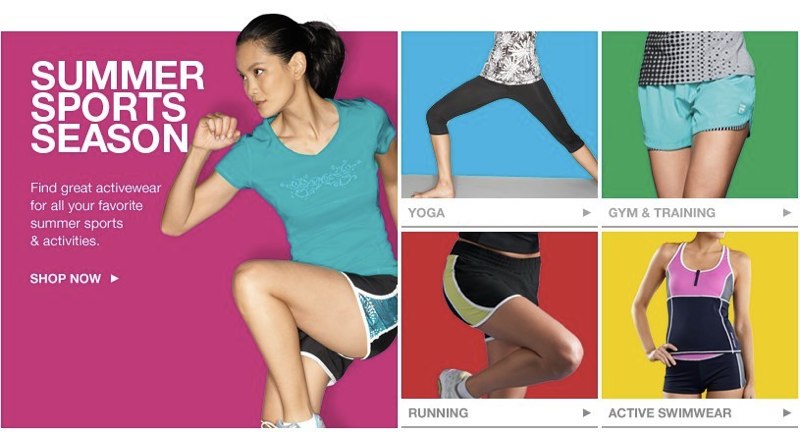 SUMMER
SPORTS
SEASON
Find great activewear
for all your favorite
summer sports
& activities.
SHOP NOW
YOGA
GYM & TRAINING
RUNNING
ACTIVE SWIMWEAR